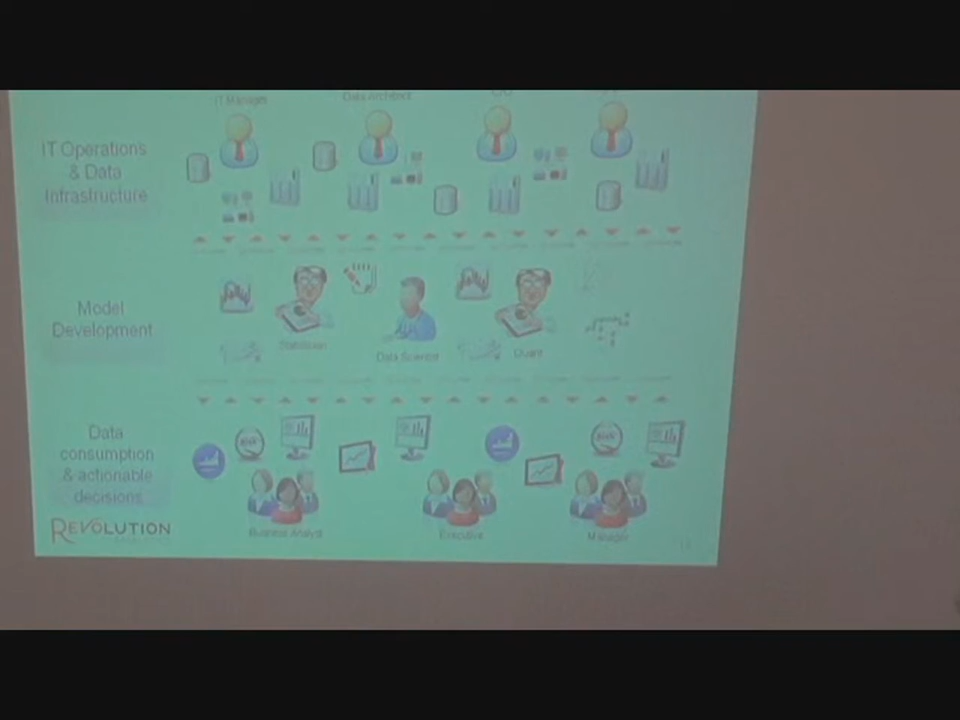 IT Manager
Data Architect
IT Operations
& Data
Infrastructure
Model
Development
Statistician
Data Scientist
Quant
Data
consumption
& actionable
decisions
REVOLUTION
ANALYTICS
Business Analyst
Executive
Manager